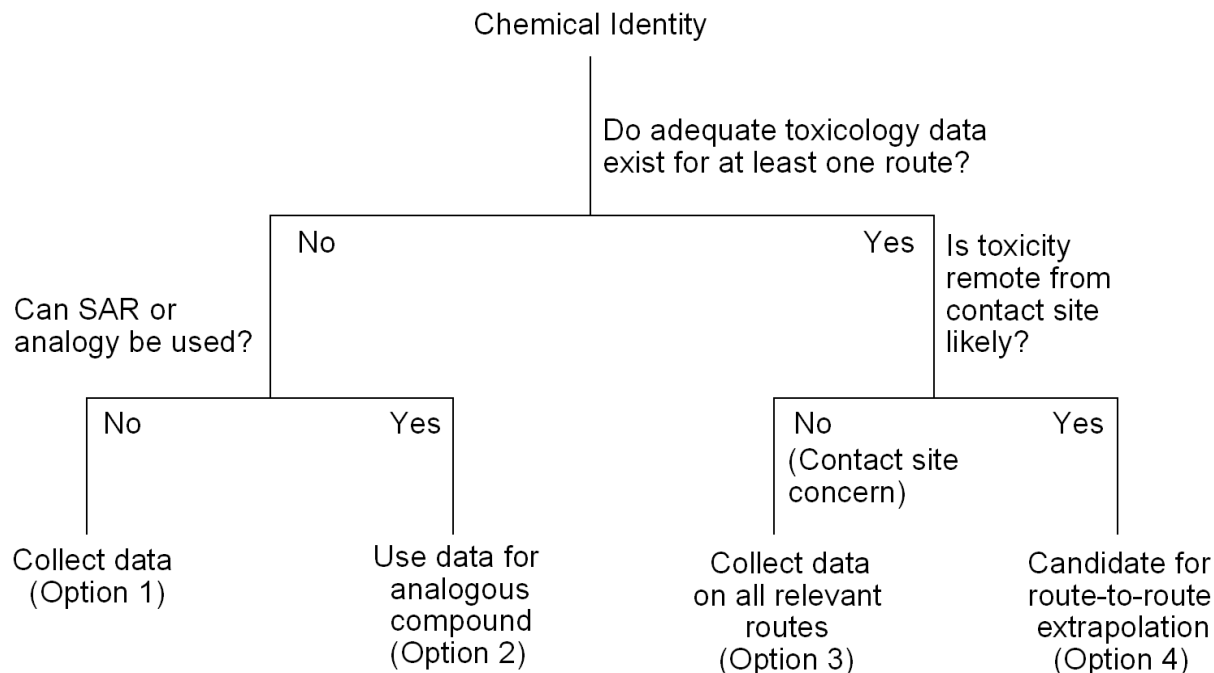 Chemical Identity
Do adequate toxicology data
exist for at least one route?
No
Yes
Is toxicity
remote from
contact site
likely?
Can SAR or
analogy be used?
No
Yes
No
(Contact site
concern)
Yes
Collect data
(Option 1)
Use data for
analogous
compound
(Option 2)
Collect data
on all relevant
routes
(Option 3)
Candidate for
route-to-route
extrapolation
(Option 4)